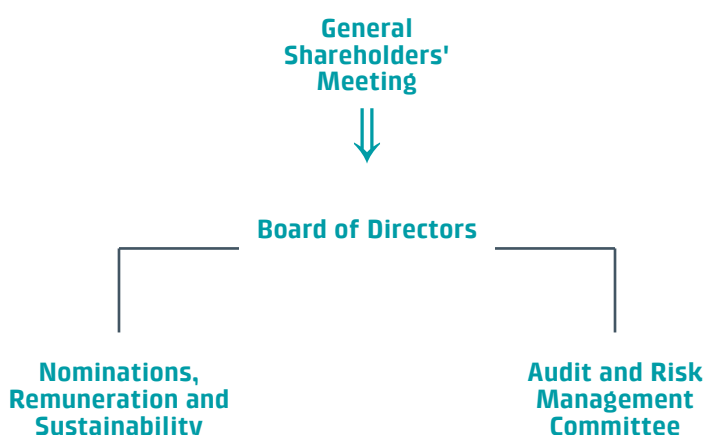 General
Shareholders'
Meeting
Board of Directors
Nominations,
Remuneration and
Sustainability
Audit and Risk
Management
Committee